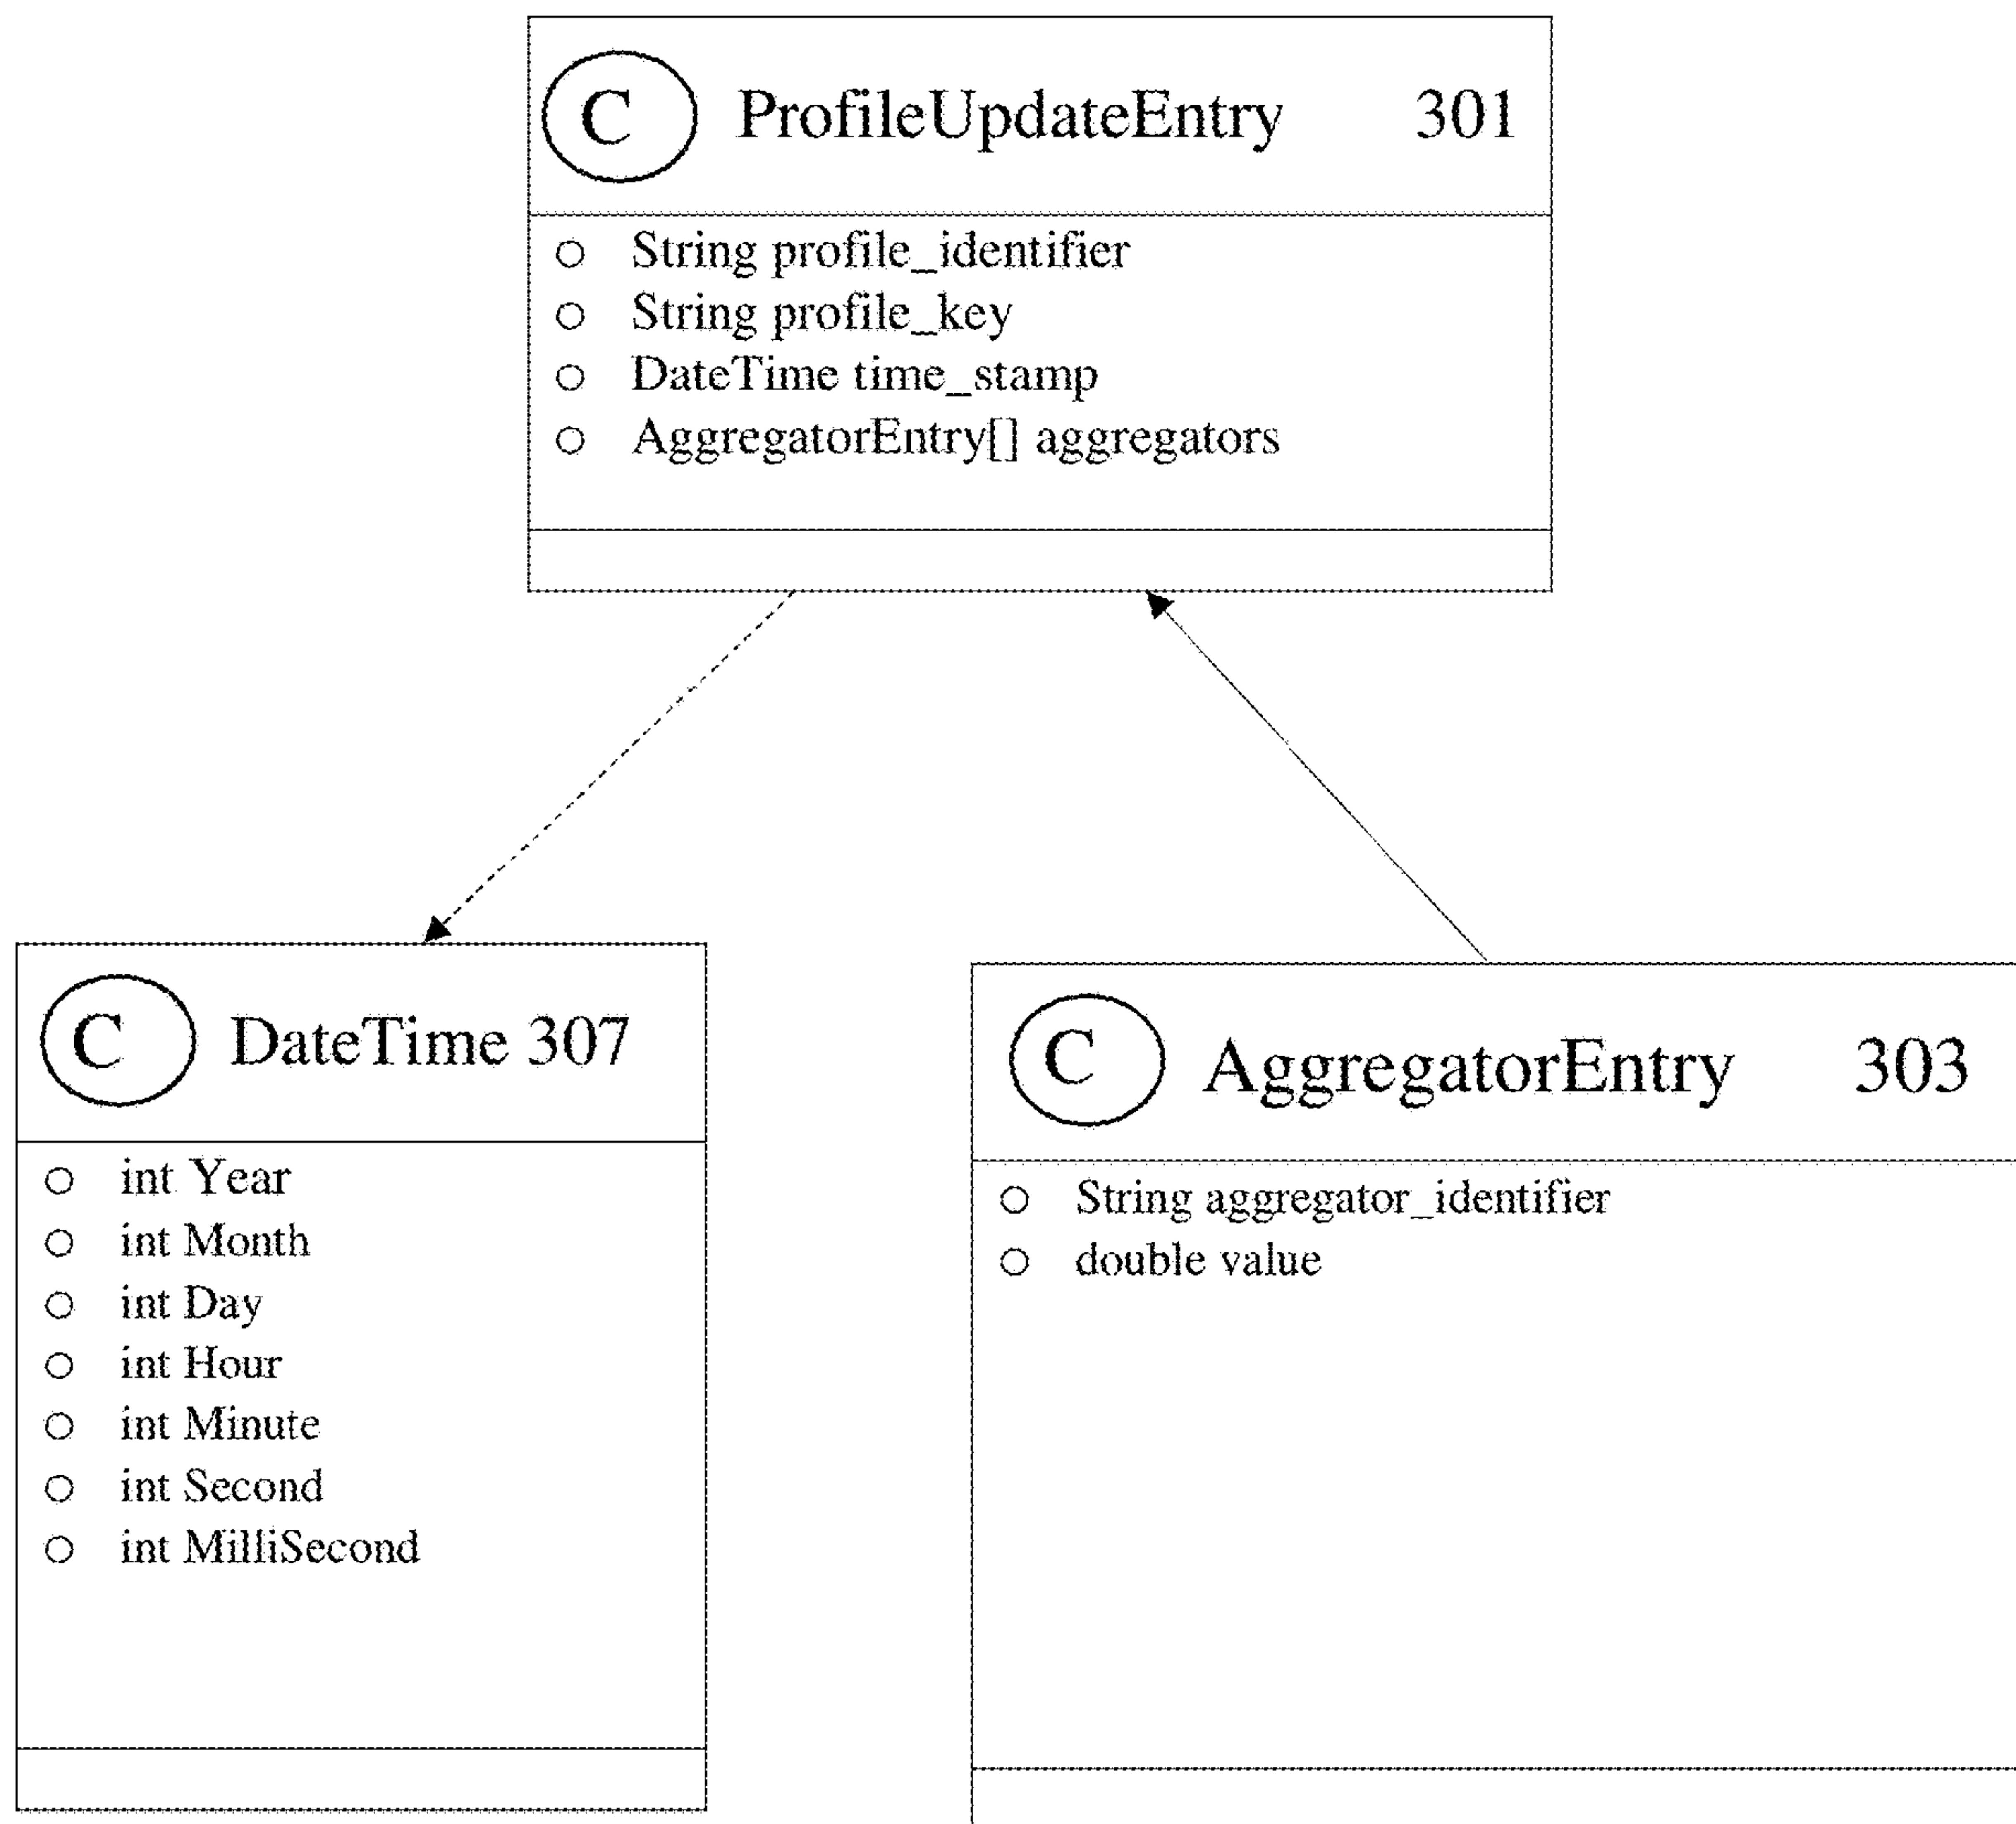 C ProfileUpdateEntry 301
String profile_identifier
String profile_key
DateTime time_stamp
AggregatorEntry[] aggregators
C DateTime 307
int Year
int Month
int Day
int Hour
int Minute
int Second
int MilliSecond
C AggregatorEntry 303
String aggregator_identifier
double value